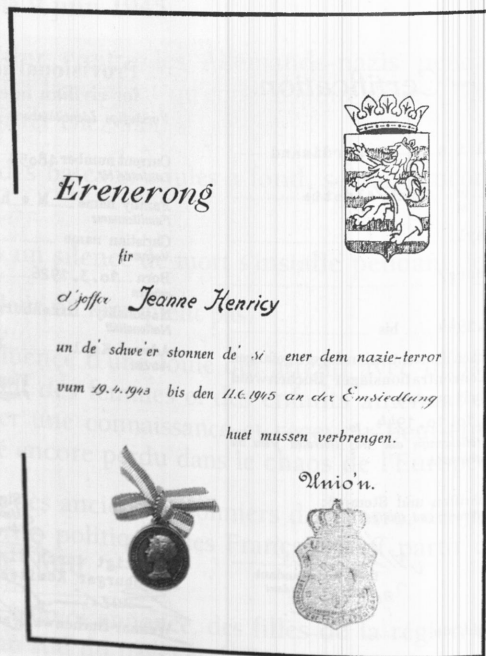 Erenerong
fir
d'joffer Jeanne Henricy
un de' schwe'er stonnen de' si ener dem nazie-terror
vum 19.4.1943 bis den 11.6.1945 an der Emsiedlung
huet mussen verbrengen.
Unio'n.